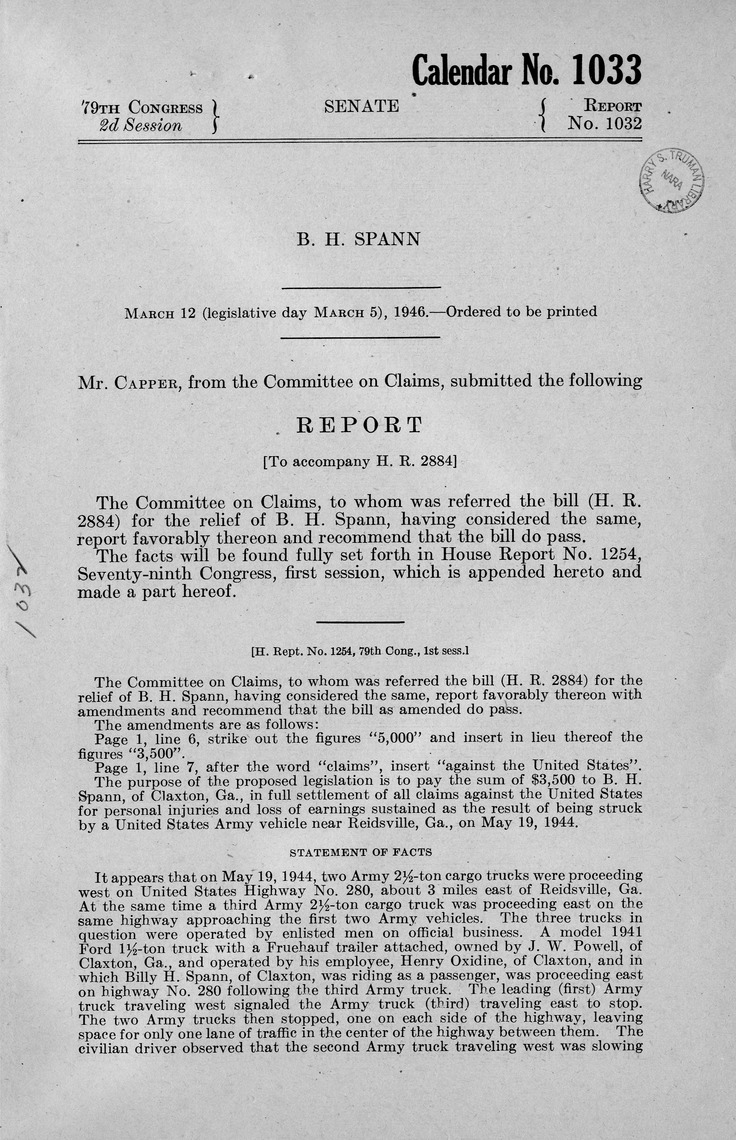 Calendar No. 1033
79TH CONGRESS
2d Session
SENATE
REPORT
No. 1032
HARRY S. TRUMAN LIBRARY
NARA
B. H. SPANN
MARCH 12 (legislative day MARCH 5), 1946.—Ordered to be printed
Mr. CAPPER, from the Committee on Claims, submitted the following
REPORT
[To accompany H. R. 2884]
The Committee on Claims, to whom was referred the bill (H. R.
2884) for the relief of B. H. Spann, having considered the same,
report favorably thereon and recommend that the bill do pass.
The facts will be found fully set forth in House Report No. 1254,
Seventy-ninth Congress, first session, which is appended hereto and
made a part hereof.
1032
[H. Rept. No. 1254, 79th Cong., 1st sess.]
The Committee on Claims, to whom was referred the bill (H. R. 2884) for the
relief of B. H. Spann, having considered the same, report favorably thereon with
amendments and recommend that the bill as amended do pass.
The amendments are as follows:
Page 1, line 6, strike out the figures “5,000” and insert in lieu thereof the
figures “3,500”.
Page 1, line 7, after the word “claims”, insert “against the United States”.
The purpose of the proposed legislation is to pay the sum of $3,500 to B. H.
Spann, of Claxton, Ga., in full settlement of all claims against the United States
for personal injuries and loss of earnings sustained as the result of being struck
by a United States Army vehicle near Reidsville, Ga., on May 19, 1944.
STATEMENT OF FACTS
It appears that on May 19, 1944, two Army 2½-ton cargo trucks were proceeding
west on United States Highway No. 280, about 3 miles east of Reidsville, Ga.
At the same time a third Army 2½-ton cargo truck was proceeding east on the
same highway approaching the first two Army vehicles. The three trucks in
question were operated by enlisted men on official business. A model 1941
Ford 1½-ton truck with a Fruehauf trailer attached, owned by J. W. Powell, of
Claxton, Ga., and operated by his employee, Henry Oxidine, of Claxton, and in
which Billy H. Spann, of Claxton, was riding as a passenger, was proceeding east
on highway No. 280 following the third Army truck. The leading (first) Army
truck traveling west signaled the Army truck (third) traveling east to stop.
The two Army trucks then stopped, one on each side of the highway, leaving
space for only one lane of traffic in the center of the highway between them. The
civilian driver observed that the second Army truck traveling west was slowing